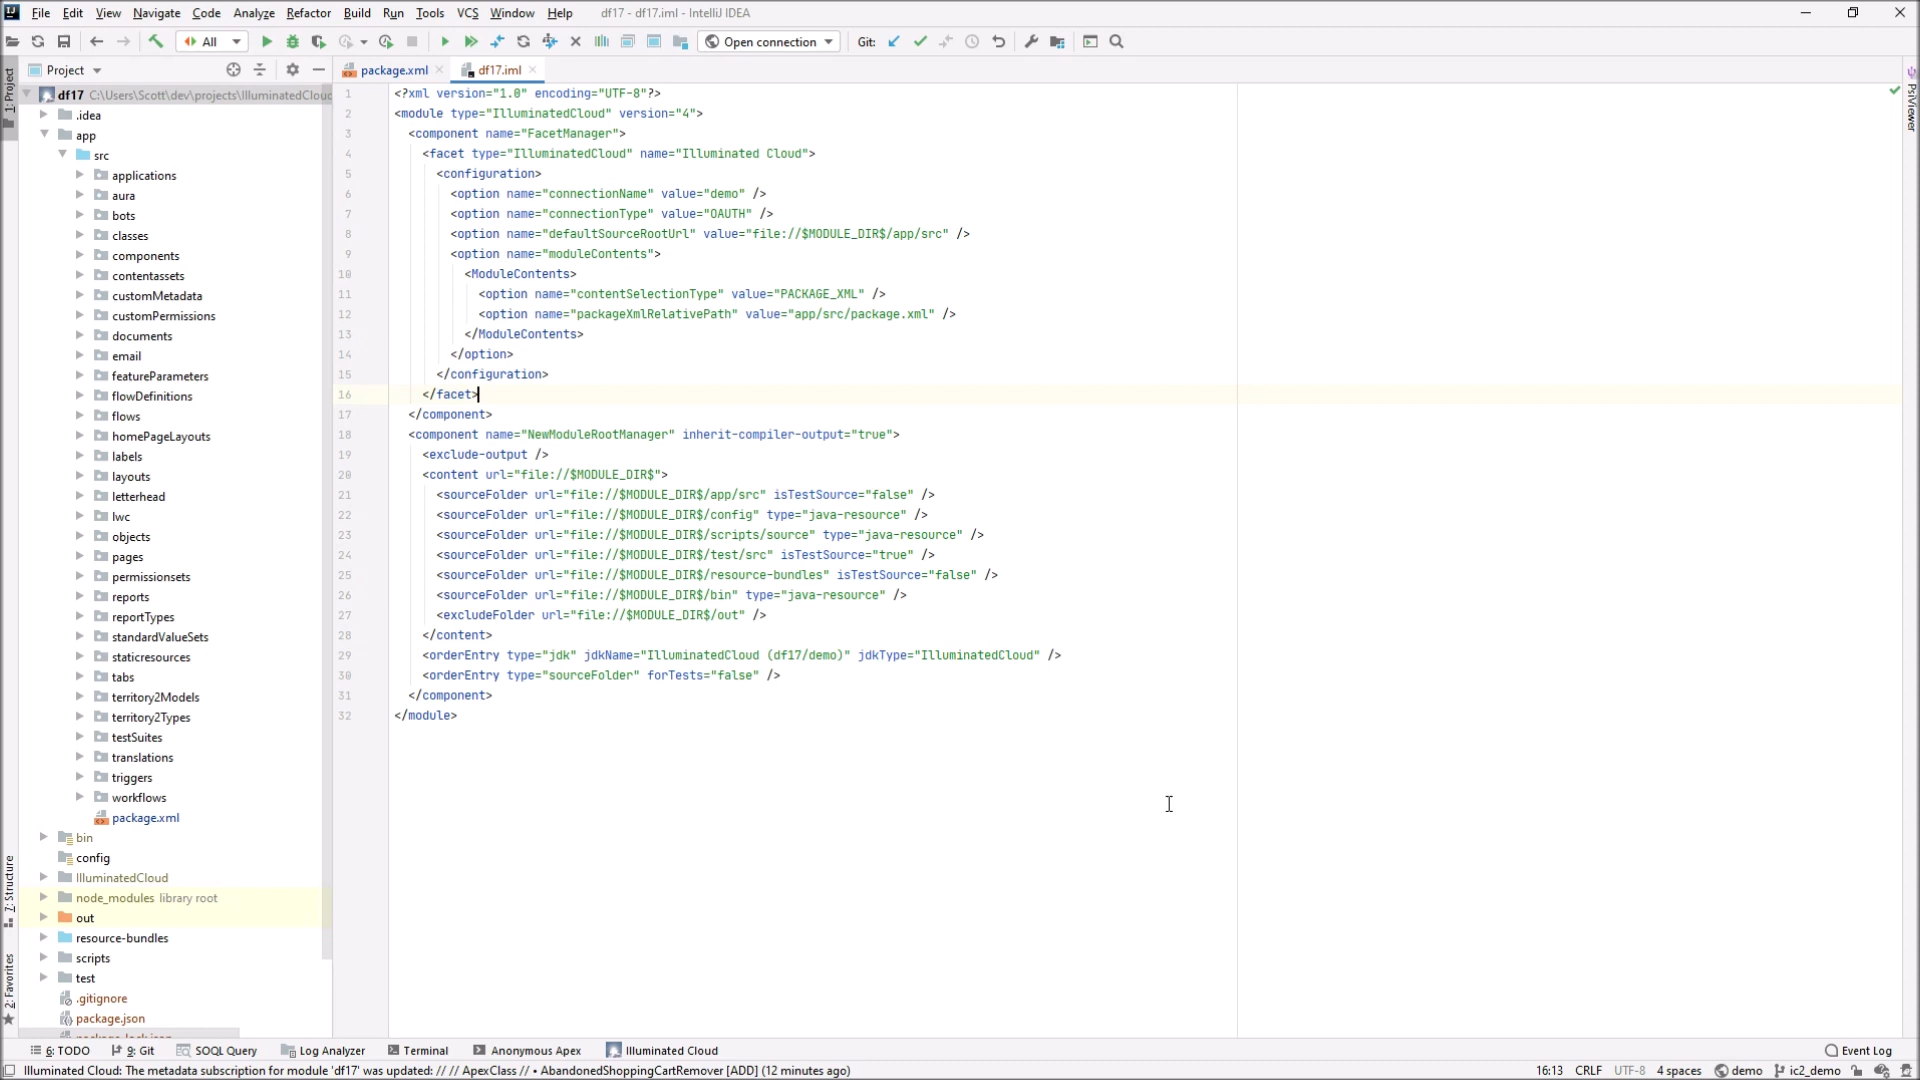 File Edit View Navigate Code Analyze Refactor Build Run Tools VCS Window Help df17 - df17.iml - IntelliJ IDEA
All Open connection Git:
Project package.xml df17.iml
1: Project
df17 C:\Users\Scott\dev\projects\IlluminatedCloud
.idea
app
src
applications
aura
bots
classes
components
contentassets
customMetadata
customPermissions
documents
email
featureParameters
flowDefinitions
flows
homePageLayouts
labels
layouts
letterhead
lwc
objects
pages
permissionsets
reports
reportTypes
standardValueSets
staticresources
tabs
territory2Models
territory2Types
testSuites
translations
triggers
workflows
package.xml
bin
config
IlluminatedCloud
node_modules library root
out
resource-bundles
scripts
test
.gitignore
package.json
7: Structure
2: Favorites
1 <?xml version="1.0" encoding="UTF-8"?>
2 <module type="IlluminatedCloud" version="4">
3 <component name="FacetManager">
4 <facet type="IlluminatedCloud" name="Illuminated Cloud">
5 <configuration>
6 <option name="connectionName" value="demo" />
7 <option name="connectionType" value="OAUTH" />
8 <option name="defaultSourceRootUrl" value="file://$MODULE_DIR$/app/src" />
9 <option name="moduleContents">
10 <ModuleContents>
11 <option name="contentSelectionType" value="PACKAGE_XML" />
12 <option name="packageXmlRelativePath" value="app/src/package.xml" />
13 </ModuleContents>
14 </option>
15 </configuration>
16 </facet>
17 </component>
18 <component name="NewModuleRootManager" inherit-compiler-output="true">
19 <exclude-output />
20 <content url="file://$MODULE_DIR$">
21 <sourceFolder url="file://$MODULE_DIR$/app/src" isTestSource="false" />
22 <sourceFolder url="file://$MODULE_DIR$/config" type="java-resource" />
23 <sourceFolder url="file://$MODULE_DIR$/scripts/source" type="java-resource" />
24 <sourceFolder url="file://$MODULE_DIR$/test/src" isTestSource="true" />
25 <sourceFolder url="file://$MODULE_DIR$/resource-bundles" isTestSource="false" />
26 <sourceFolder url="file://$MODULE_DIR$/bin" type="java-resource" />
27 <excludeFolder url="file://$MODULE_DIR$/out" />
28 </content>
29 <orderEntry type="jdk" jdkName="IlluminatedCloud (df17/demo)" jdkType="IlluminatedCloud" />
30 <orderEntry type="sourceFolder" forTests="false" />
31 </component>
32 </module>
PsiViewer
6: TODO 9: Git SOQL Query Log Analyzer Terminal Anonymous Apex Illuminated Cloud Event Log
Illuminated Cloud: The metadata subscription for module 'df17' was updated: // // ApexClass // • AbandonedShoppingCartRemover [ADD] (12 minutes ago) 16:13 CRLF UTF-8 4 spaces demo ic2_demo